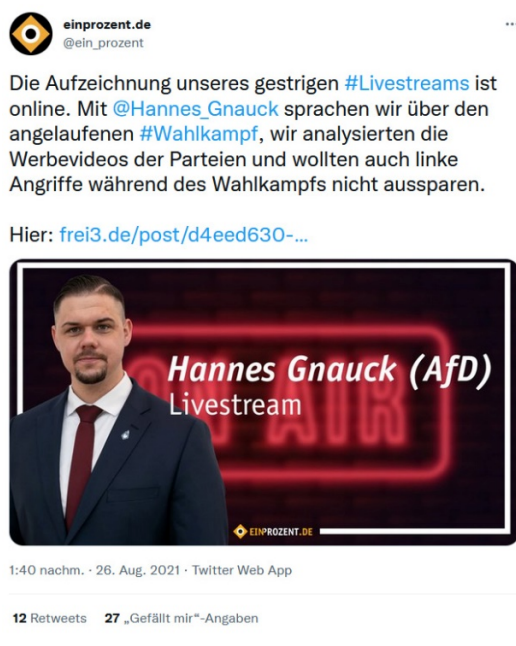 einprozent.de
@ein_prozent
Die Aufzeichnung unseres gestrigen #Livestreams ist
online. Mit @Hannes_Gnauck sprachen wir über den
angelaufenen #Wahlkampf, wir analysierten die
Werbevideos der Parteien und wollten auch linke
Angriffe während des Wahlkampfs nicht aussparen.
Hier: frei3.de/post/d4eed630-...
ON AIR
Hannes Gnauck (AfD)
Livestream
EINPROZENT.DE
1:40 nachm. · 26. Aug. 2021 · Twitter Web App
12 Retweets 27 „Gefällt mir“-Angaben